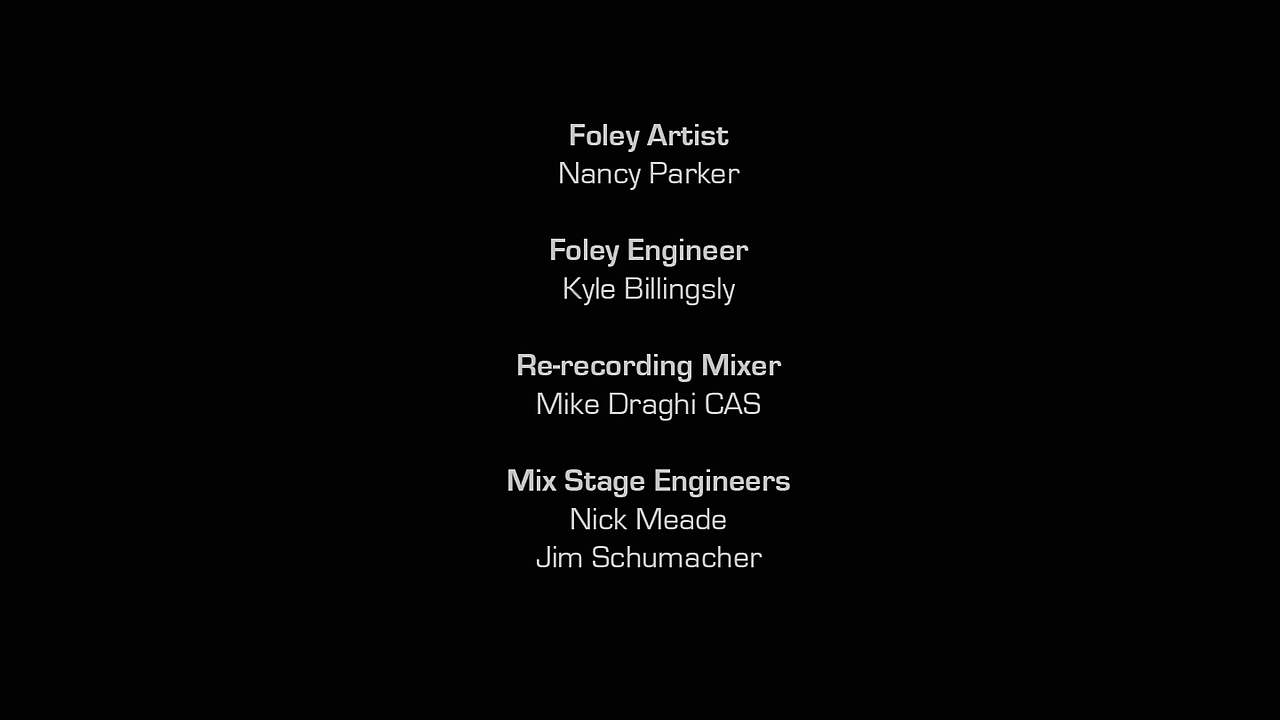 Foley Artist
Nancy Parker
Foley Engineer
Kyle Billingsly
Re-recording Mixer
Mike Draghi CAS
Mix Stage Engineers
Nick Meade
Jim Schumacher